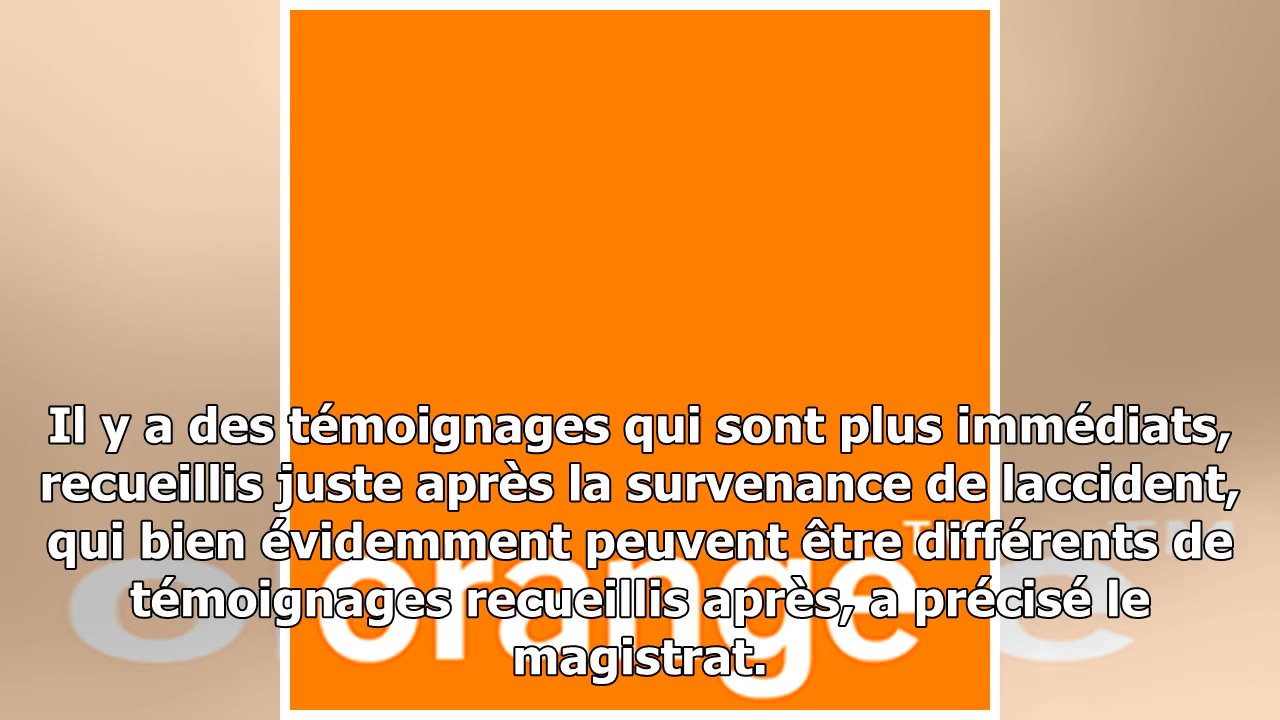 Il y a des témoignages qui sont plus immédiats,
recueillis juste après la survenance de laccident,
qui bien évidemment peuvent être différents de
témoignages recueillis après, a précisé le
magistrat.
orange
TM